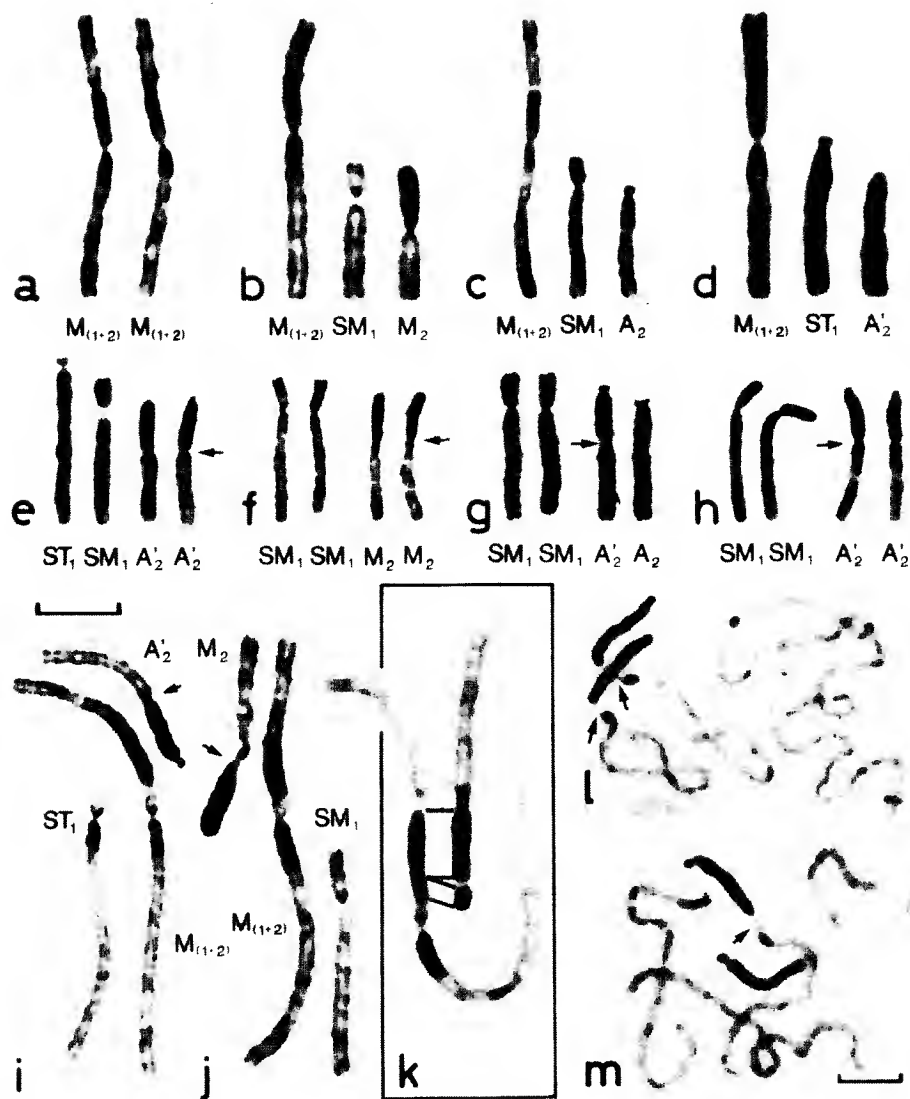 a b c d
M(1+2) M(1+2) M(1+2) SM1 M2 M(1+2) SM1 A2 M(1+2) ST1 A'2
e f g h
ST1 SM1 A'2 A'2 SM1 SM1 M2 M2 SM1 SM1 A'2 A2 SM1 SM1 A'2 A'2
A'2 M2
l
ST1 SM1
M(1+2) M(1+2)
i j k m